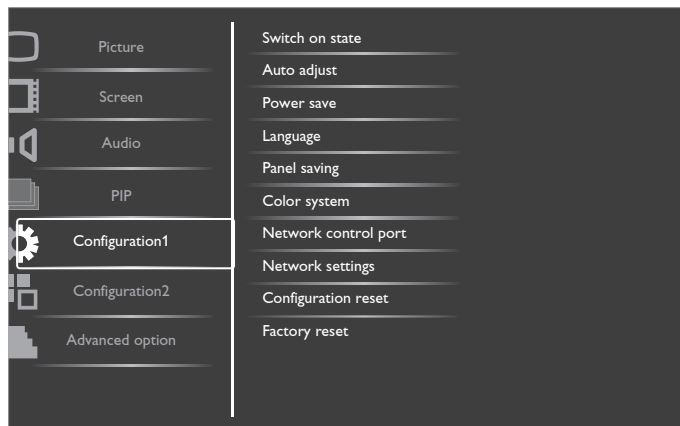 Picture
Screen
Audio
PIP
Configuration1
Configuration2
Advanced option
Switch on state
Auto adjust
Power save
Language
Panel saving
Color system
Network control port
Network settings
Configuration reset
Factory reset